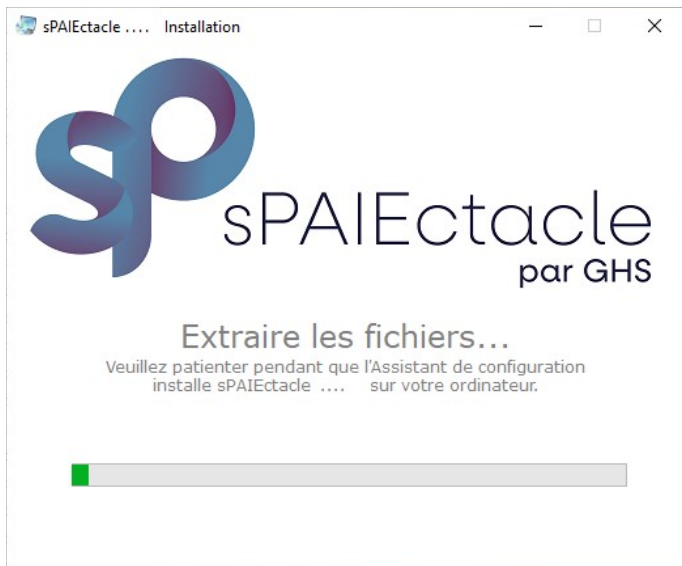 sPAIEctacle .... Installation
sp
sPAIEctacle
par GHS
Extraire les fichiers...
Veuillez patienter pendant que l'Assistant de configuration
installe sPAIEctacle .... sur votre ordinateur.